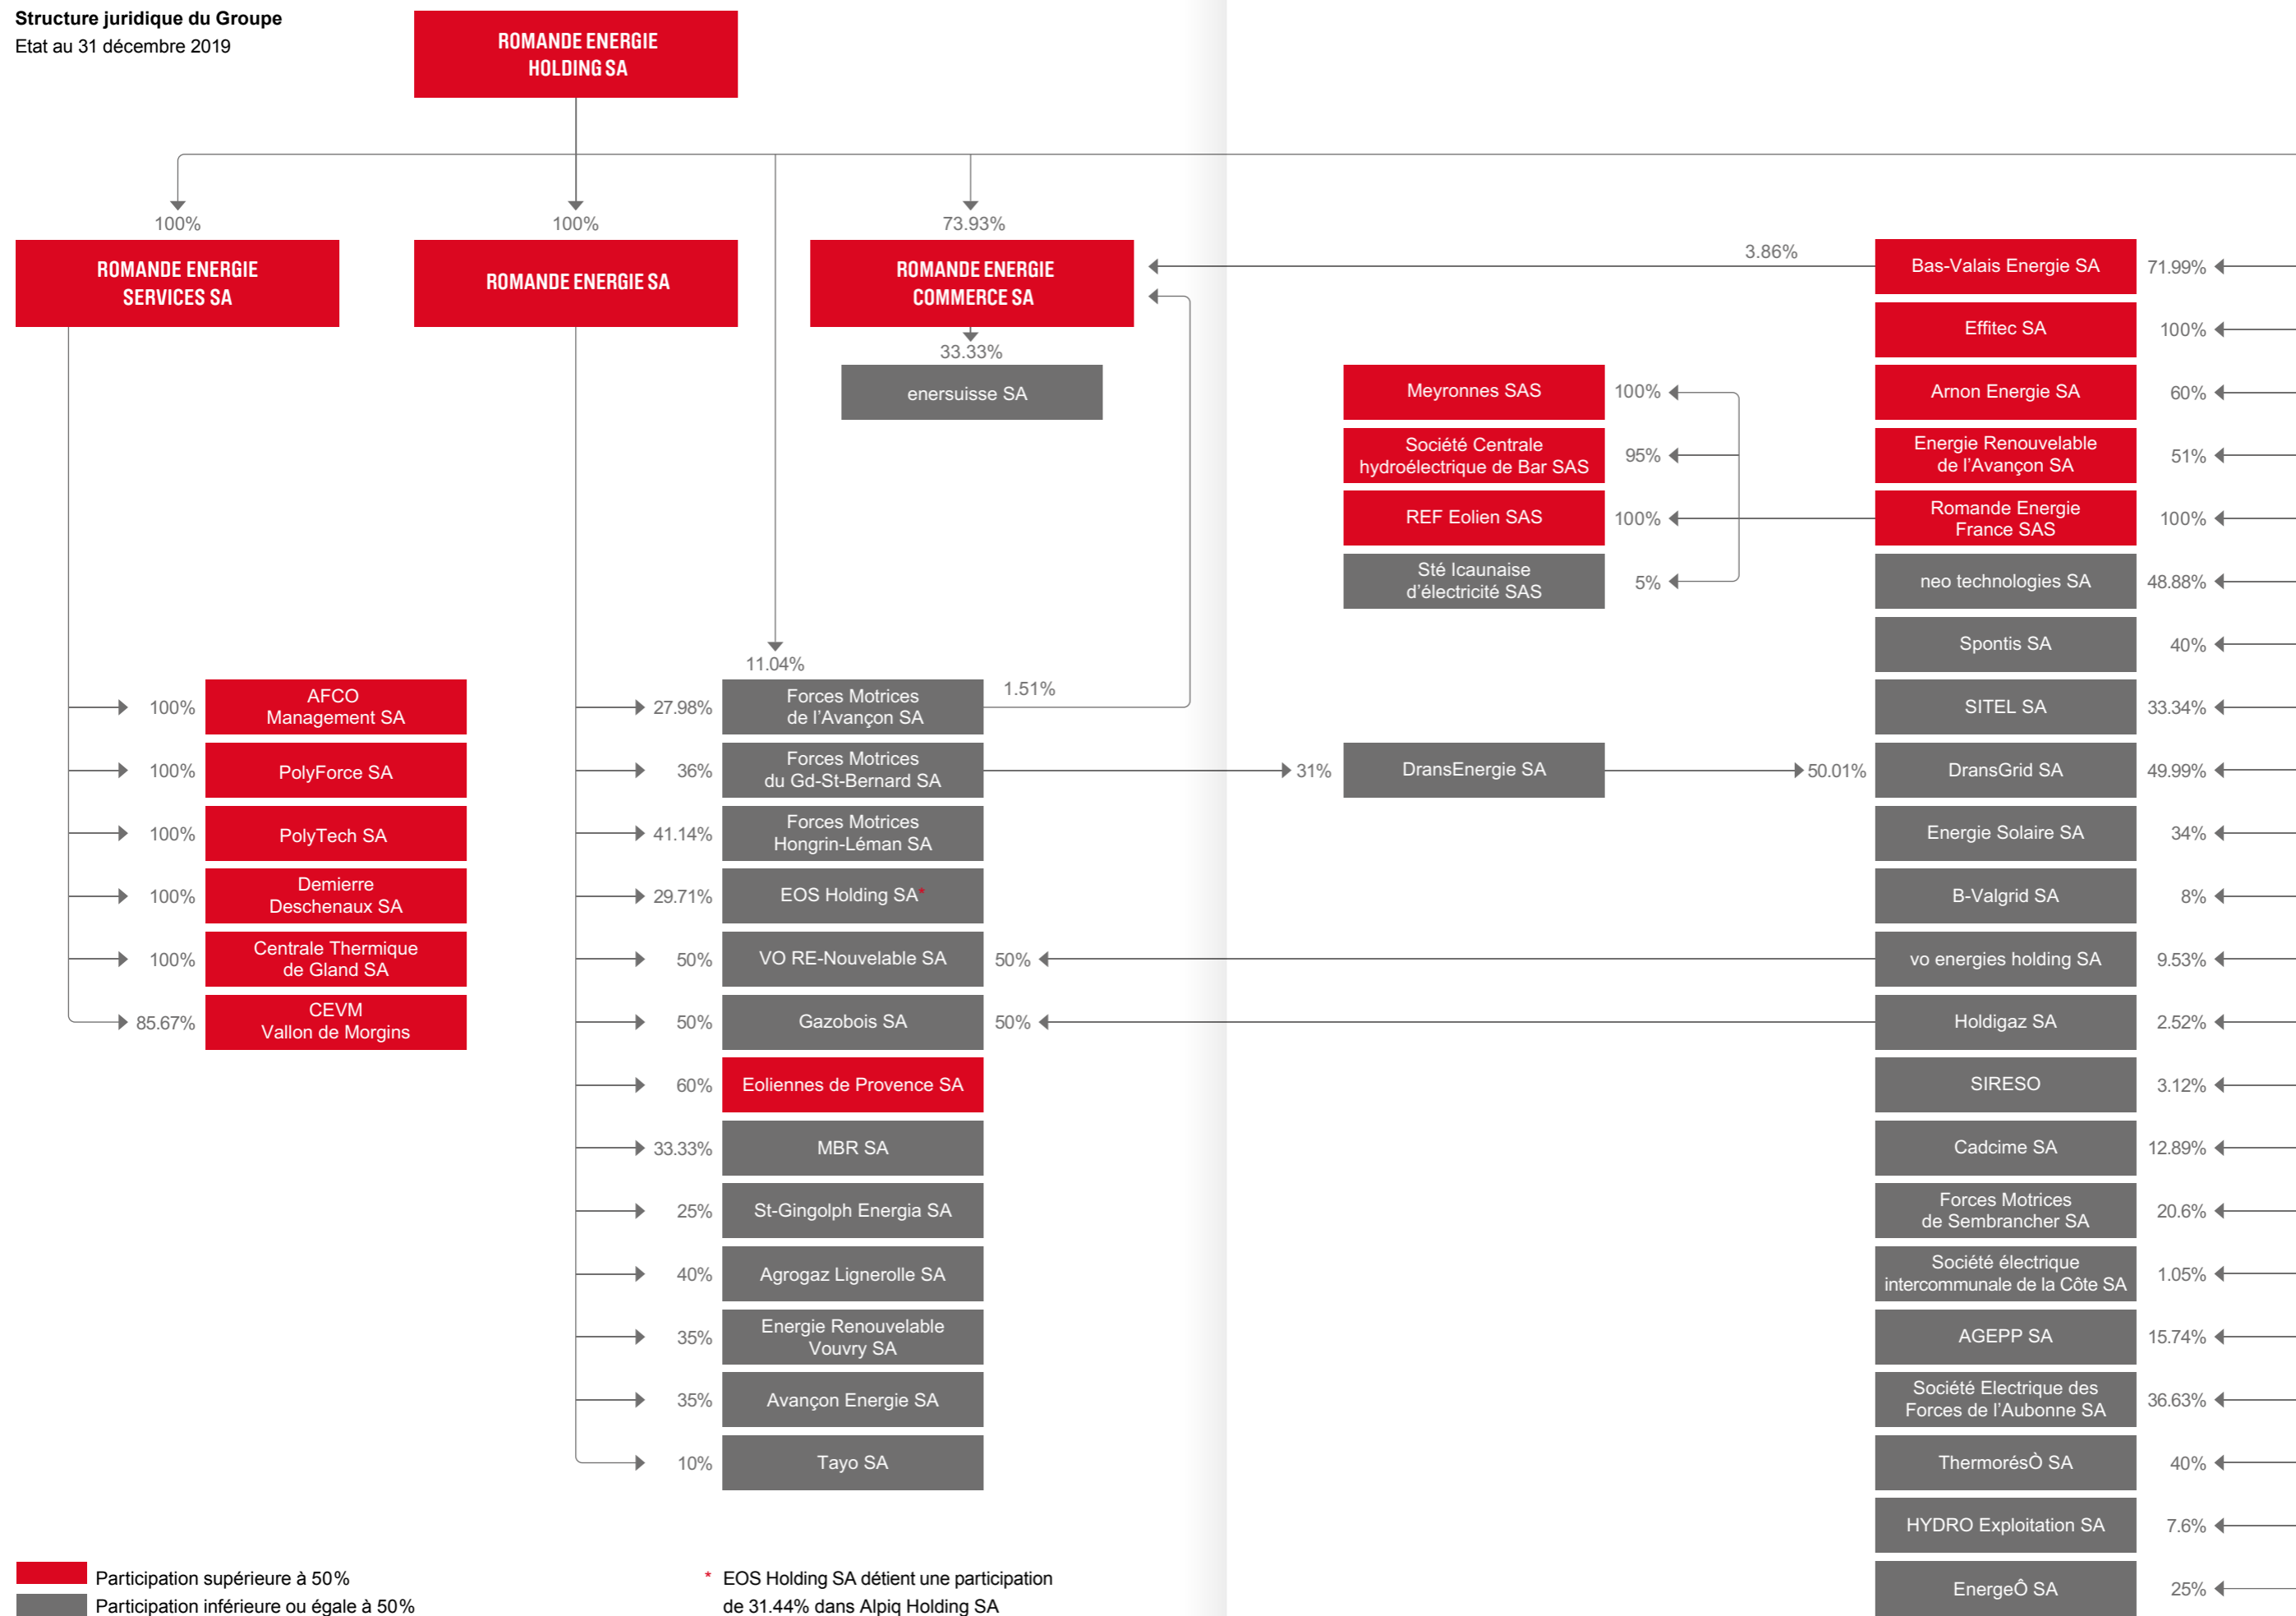 Structure juridique du Groupe
Etat au 31 décembre 2019
ROMANDE ENERGIE
HOLDING SA
100%
100%
73.93%
ROMANDE ENERGIE
SERVICES SA
ROMANDE ENERGIE SA
ROMANDE ENERGIE
COMMERCE SA
33.33%
enersuisse SA
11.04%
100%
AFCO
Management SA
100%
PolyForce SA
100%
PolyTech SA
100%
Demierre
Deschenaux SA
100%
Centrale Thermique
de Gland SA
85.67%
CEVM
Vallon de Morgins
27.98%
Forces Motrices
de l'Avançon SA
1.51%
36%
Forces Motrices
du Gd-St-Bernard SA
41.14%
Forces Motrices
Hongrin-Léman SA
29.71%
EOS Holding SA*
50%
VO RE-Nouvelable SA
50%
50%
Gazobois SA
50%
60%
Eoliennes de Provence SA
33.33%
MBR SA
25%
St-Gingolph Energia SA
40%
Agrogaz Lignerolle SA
35%
Energie Renouvelable
Vouvry SA
35%
Avançon Energie SA
10%
Tayo SA
Meyronnes SAS
100%
Société Centrale
hydroélectrique de Bar SAS
95%
REF Eolien SAS
100%
Sté Icaunaise
d'électricité SAS
5%
31%
DransEnergie SA
50.01%
3.86%
Bas-Valais Energie SA
71.99%
Effitec SA
100%
Arnon Energie SA
60%
Energie Renouvelable
de l'Avançon SA
51%
Romande Energie
France SAS
100%
neo technologies SA
48.88%
Spontis SA
40%
SITEL SA
33.34%
DransGrid SA
49.99%
Energie Solaire SA
34%
B-Valgrid SA
8%
vo energies holding SA
9.53%
Holdigaz SA
2.52%
SIRESO
3.12%
Cadcime SA
12.89%
Forces Motrices
de Sembrancher SA
20.6%
Société électrique
intercommunale de la Côte SA
1.05%
AGEPP SA
15.74%
Société Electrique des
Forces de l'Aubonne SA
36.63%
ThermorésÒ SA
40%
HYDRO Exploitation SA
7.6%
EnergeÔ SA
25%
Participation supérieure à 50%
Participation inférieure ou égale à 50%
* EOS Holding SA détient une participation
de 31.44% dans Alpiq Holding SA